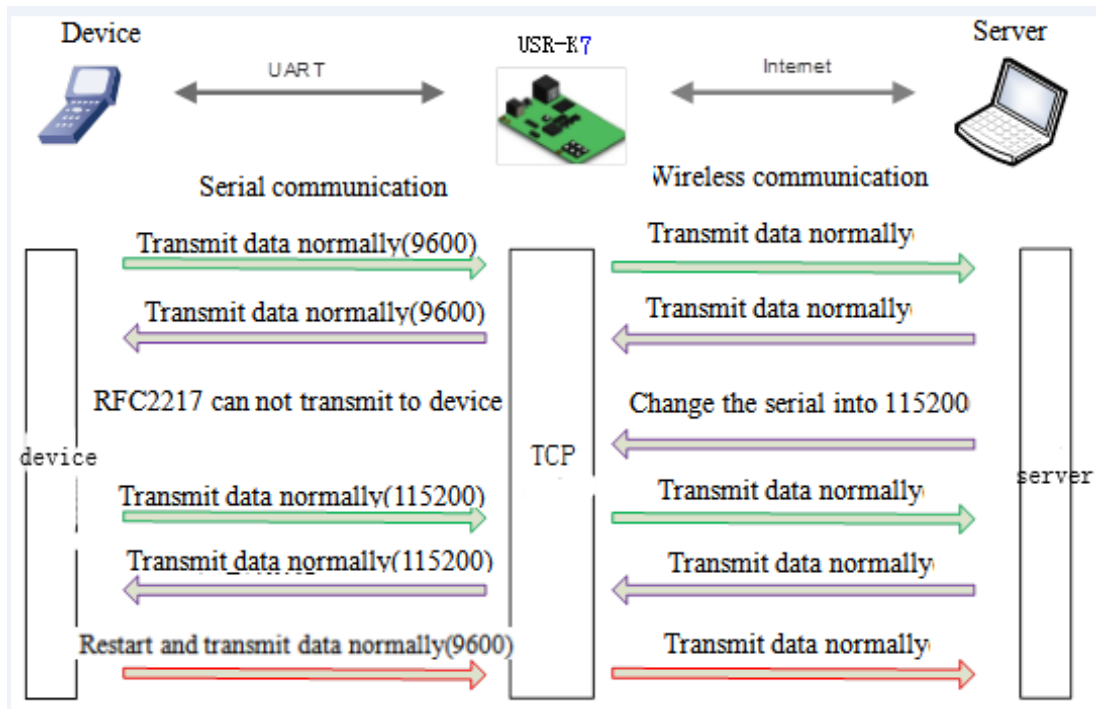 Device
USR-K7
Server
UART
Internet
Serial communication
Wireless communication
Transmit data normally(9600)
Transmit data normally
Transmit data normally(9600)
Transmit data normally
RFC2217 can not transmit to device
Change the serial into 115200
device
TCP
server
Transmit data normally(115200)
Transmit data normally
Transmit data normally(115200)
Transmit data normally
Restart and transmit data normally(9600)
Transmit data normally